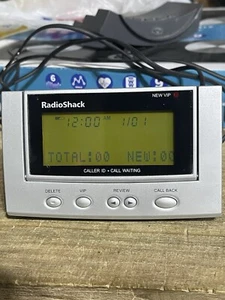 RadioShack
NEW VIP
12:00 1/01
TOTAL:00 NEW:00
CALLER ID • CALL WAITING
DELETE VIP REVIEW CALL BACK